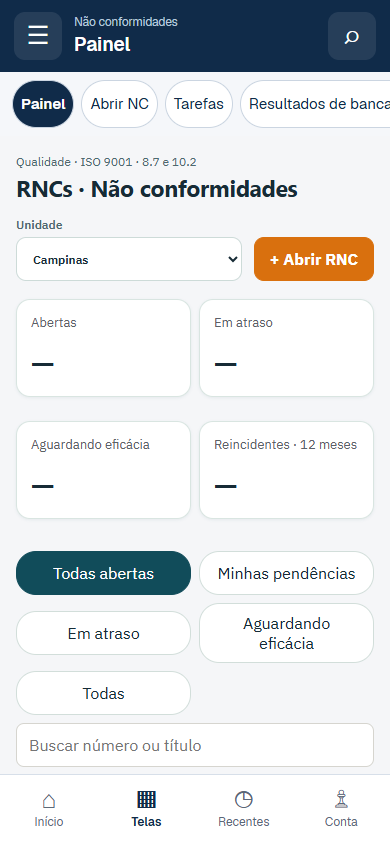 Não conformidades
Painel
Painel
Abrir NC
Tarefas
Resultados de banca
Qualidade · ISO 9001 · 8.7 e 10.2
RNCs · Não conformidades
Unidade
Campinas
+ Abrir RNC
Abertas
—
Em atraso
—
Aguardando eficácia
—
Reincidentes · 12 meses
—
Todas abertas
Minhas pendências
Em atraso
Aguardando
eficácia
Todas
Buscar número ou título
Início
Telas
Recentes
Conta